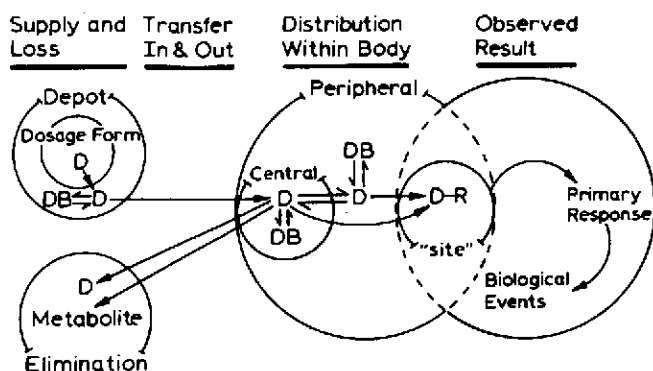 Supply and
Loss
Transfer
In & Out
Distribution
Within Body
Observed
Result
Depot
Dosage Form
D
DB D
Central
D
DB
Peripheral
DB
D
D-R
"site"
Primary
Response
Biological
Events
D
Metabolite
Elimination